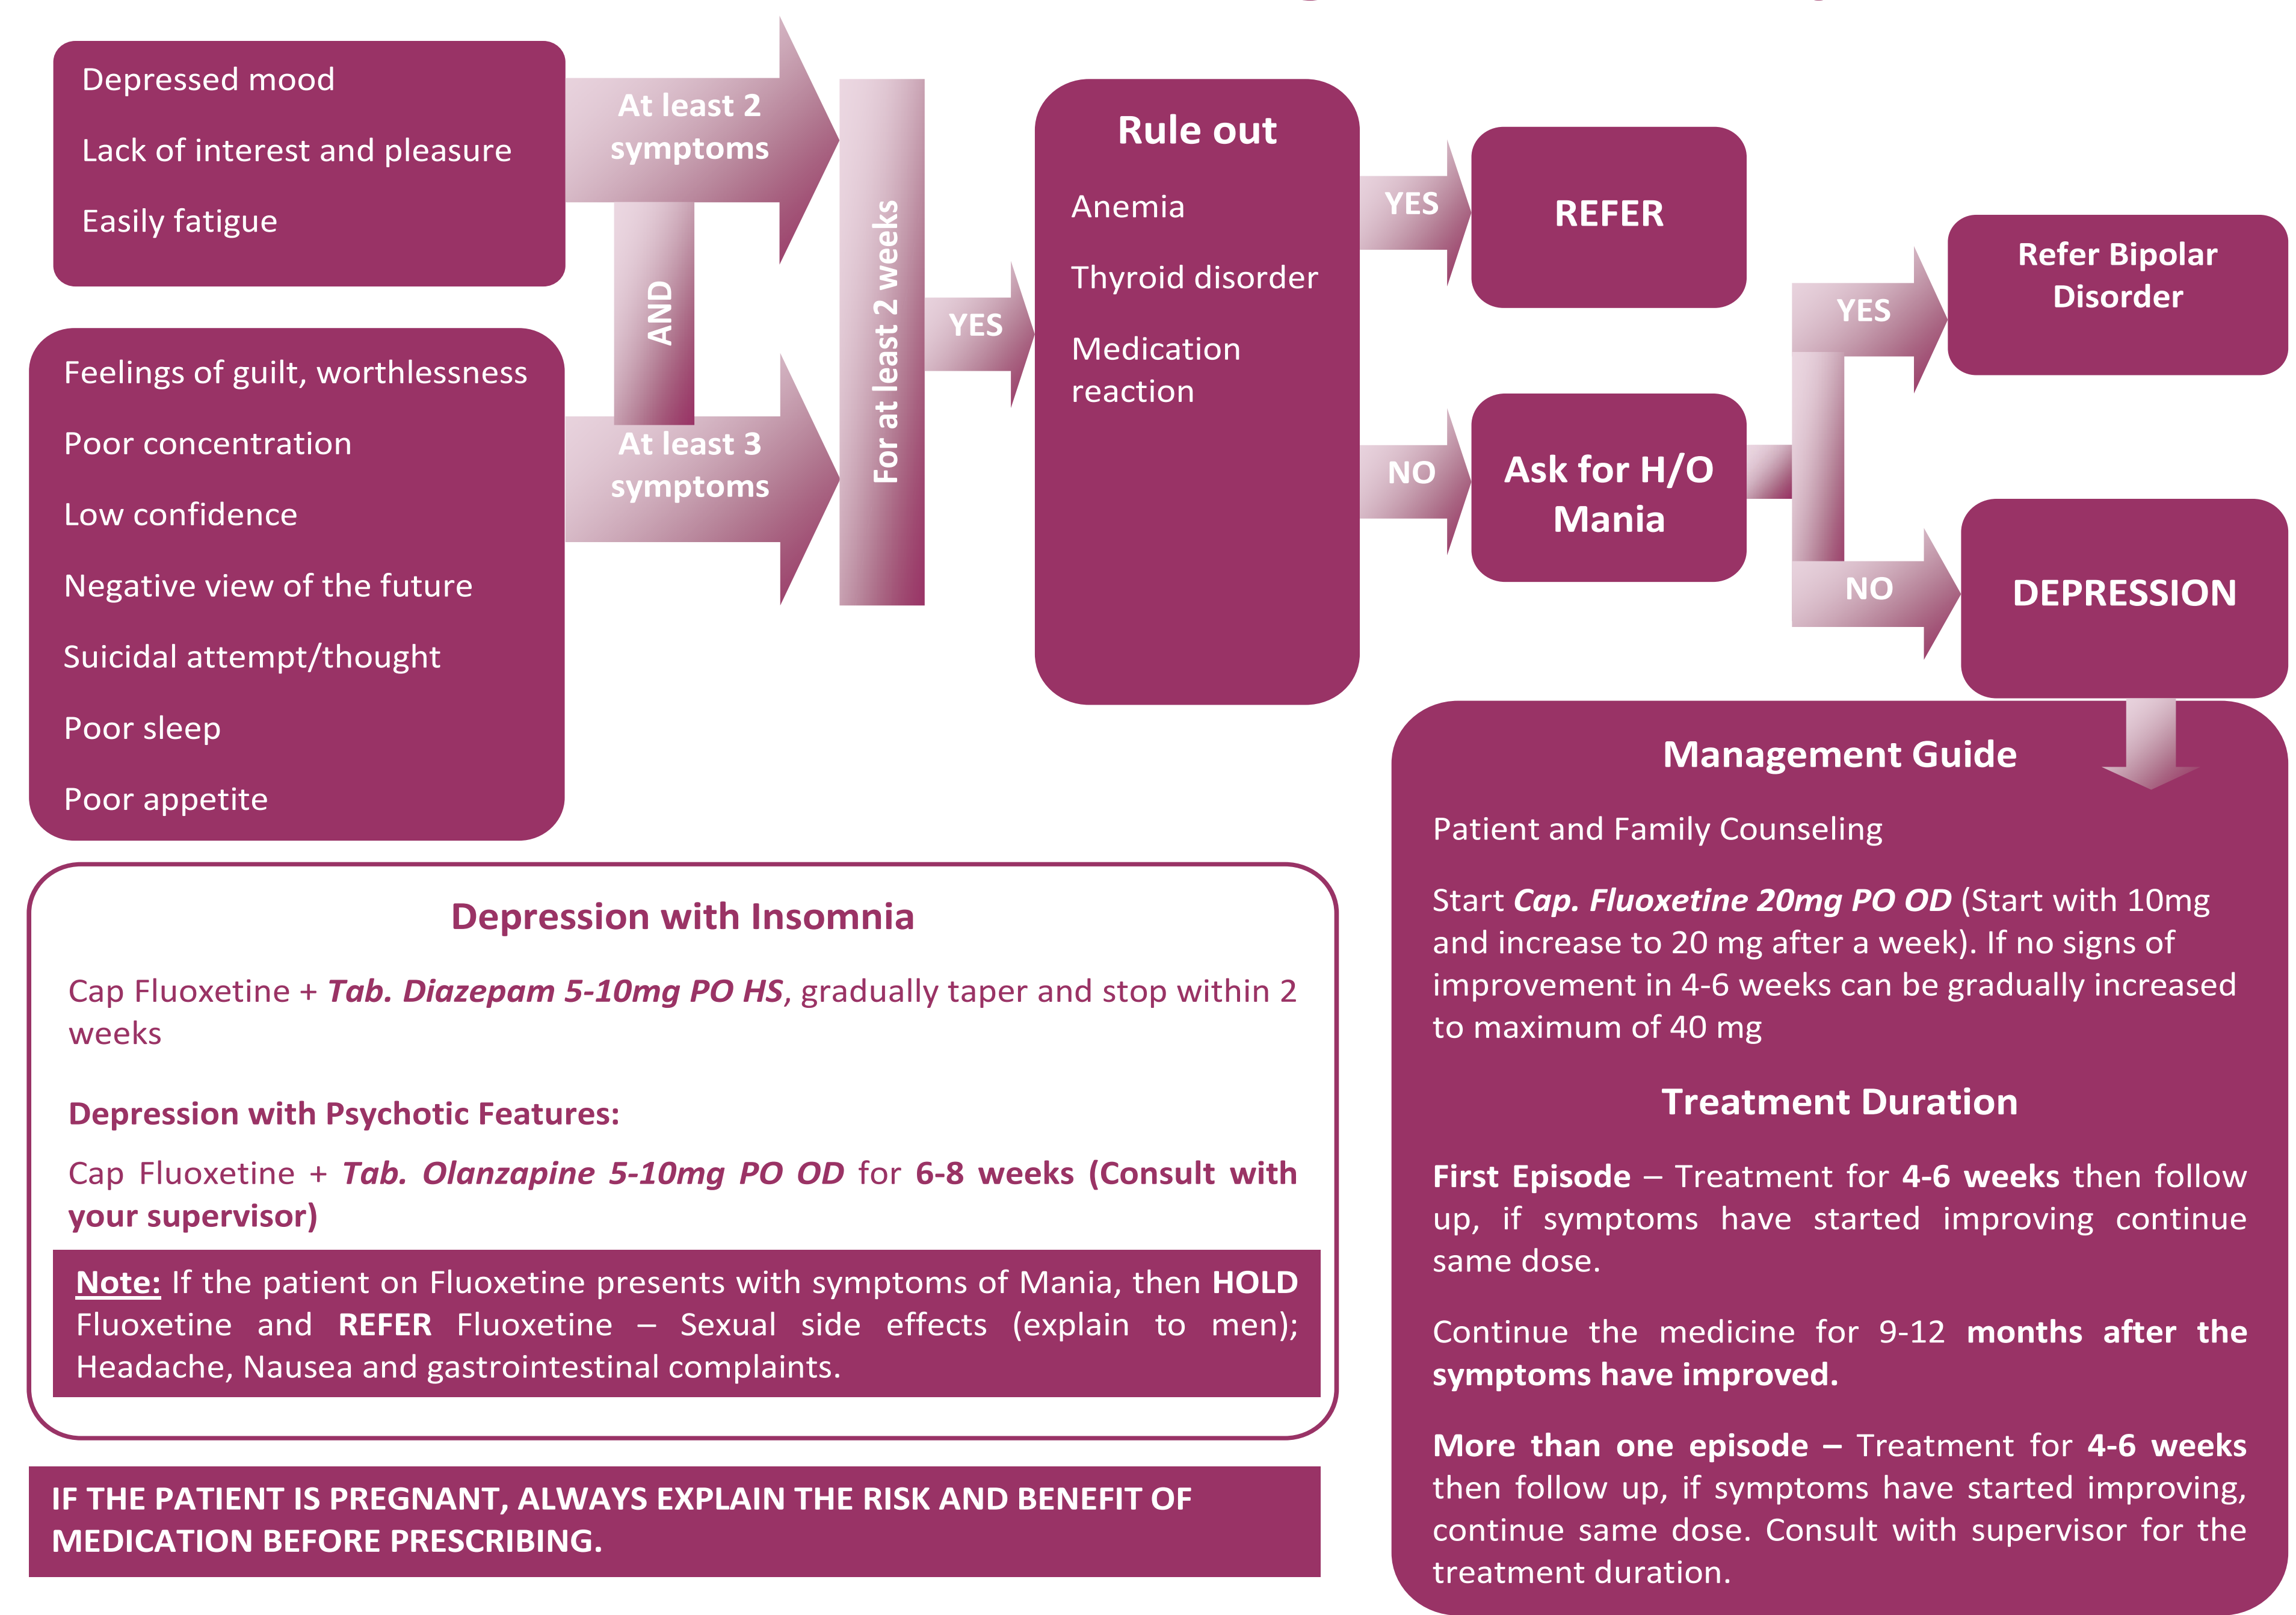 Depressed mood
Lack of interest and pleasure
Easily fatigue
At least 2
symptoms
AND
Feelings of guilt, worthlessness
Poor concentration
Low confidence
Negative view of the future
Suicidal attempt/thought
Poor sleep
Poor appetite
At least 3
symptoms
For at least 2 weeks
YES
Rule out
Anemia
Thyroid disorder
Medication
reaction
YES
REFER
NO
Ask for H/O
Mania
YES
Refer Bipolar
Disorder
NO
DEPRESSION
Management Guide
Patient and Family Counseling
Start Cap. Fluoxetine 20mg PO OD (Start with 10mg
and increase to 20 mg after a week). If no signs of
improvement in 4-6 weeks can be gradually increased
to maximum of 40 mg
Treatment Duration
First Episode – Treatment for 4-6 weeks then follow
up, if symptoms have started improving continue
same dose.
Continue the medicine for 9-12 months after the
symptoms have improved.
More than one episode – Treatment for 4-6 weeks
then follow up, if symptoms have started improving,
continue same dose. Consult with supervisor for the
treatment duration.
Depression with Insomnia
Cap Fluoxetine + Tab. Diazepam 5-10mg PO HS, gradually taper and stop within 2
weeks
Depression with Psychotic Features:
Cap Fluoxetine + Tab. Olanzapine 5-10mg PO OD for 6-8 weeks (Consult with
your supervisor)
Note: If the patient on Fluoxetine presents with symptoms of Mania, then HOLD
Fluoxetine and REFER Fluoxetine – Sexual side effects (explain to men);
Headache, Nausea and gastrointestinal complaints.
IF THE PATIENT IS PREGNANT, ALWAYS EXPLAIN THE RISK AND BENEFIT OF
MEDICATION BEFORE PRESCRIBING.